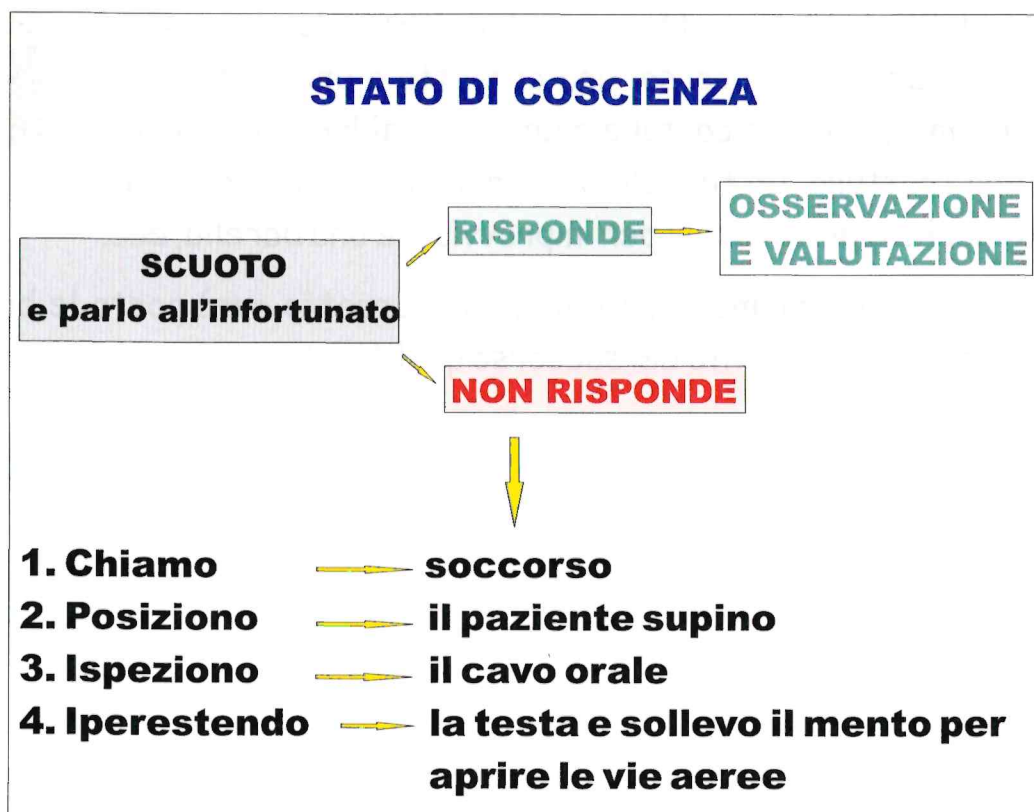 STATO DI COSCIENZA
SCUOTO
e parlo all'infortunato
RISPONDE
OSSERVAZIONE
E VALUTAZIONE
NON RISPONDE
1. Chiamo soccorso
2. Posiziono il paziente supino
3. Ispeziono il cavo orale
4. Iperestendo la testa e sollevo il mento per
aprire le vie aeree